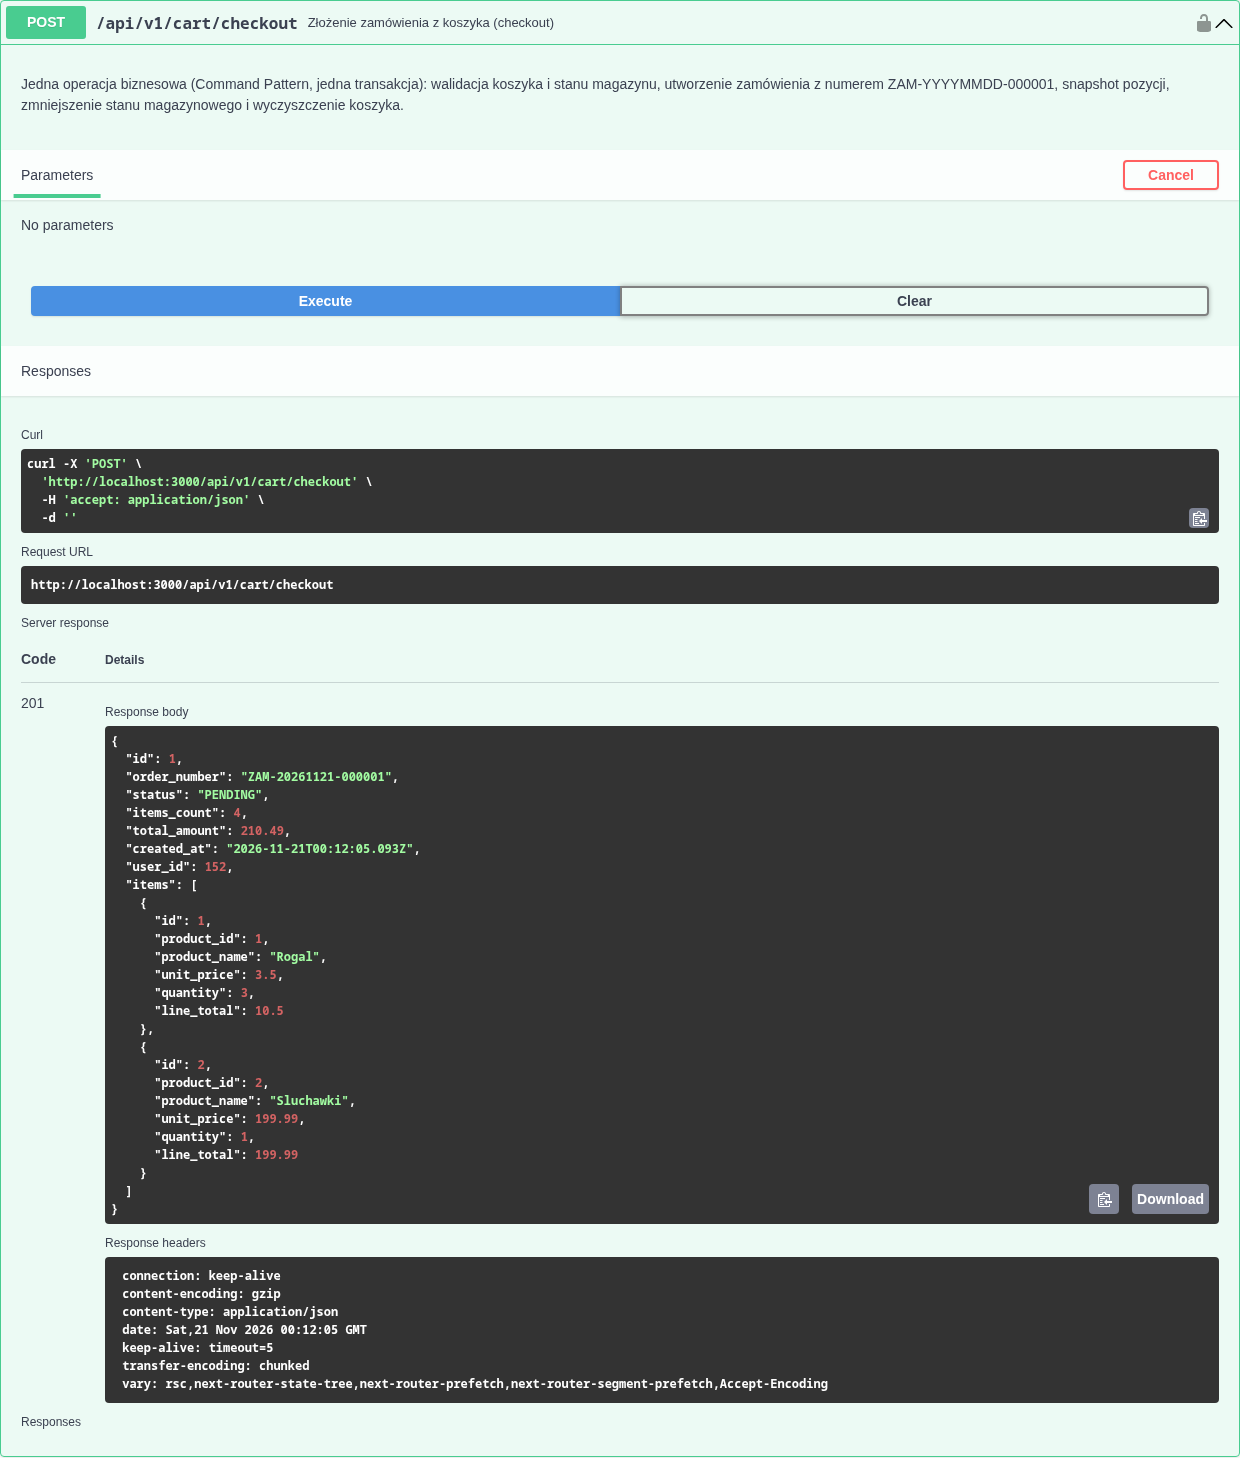 POST /api/v1/cart/checkout Złożenie zamówienia z koszyka (checkout)
Jedna operacja biznesowa (Command Pattern, jedna transakcja): walidacja koszyka i stanu magazynu, utworzenie zamówienia z numerem ZAM-YYYYMMDD-000001, snapshot pozycji,
zmniejszenie stanu magazynowego i wyczyszczenie koszyka.
Parameters Cancel
No parameters
Execute Clear
Responses
Curl
curl -X 'POST' \
  'http://localhost:3000/api/v1/cart/checkout' \
  -H 'accept: application/json' \
  -d ''
Request URL
http://localhost:3000/api/v1/cart/checkout
Server response
Code Details
201
Response body
{
  "id": 1,
  "order_number": "ZAM-20261121-000001",
  "status": "PENDING",
  "items_count": 4,
  "total_amount": 210.49,
  "created_at": "2026-11-21T00:12:05.093Z",
  "user_id": 152,
  "items": [
    {
      "id": 1,
      "product_id": 1,
      "product_name": "Rogal",
      "unit_price": 3.5,
      "quantity": 3,
      "line_total": 10.5
    },
    {
      "id": 2,
      "product_id": 2,
      "product_name": "Sluchawki",
      "unit_price": 199.99,
      "quantity": 1,
      "line_total": 199.99
    }
  ]
}
Download
Response headers
connection: keep-alive
content-encoding: gzip
content-type: application/json
date: Sat,21 Nov 2026 00:12:05 GMT
keep-alive: timeout=5
transfer-encoding: chunked
vary: rsc,next-router-state-tree,next-router-prefetch,next-router-segment-prefetch,Accept-Encoding
Responses